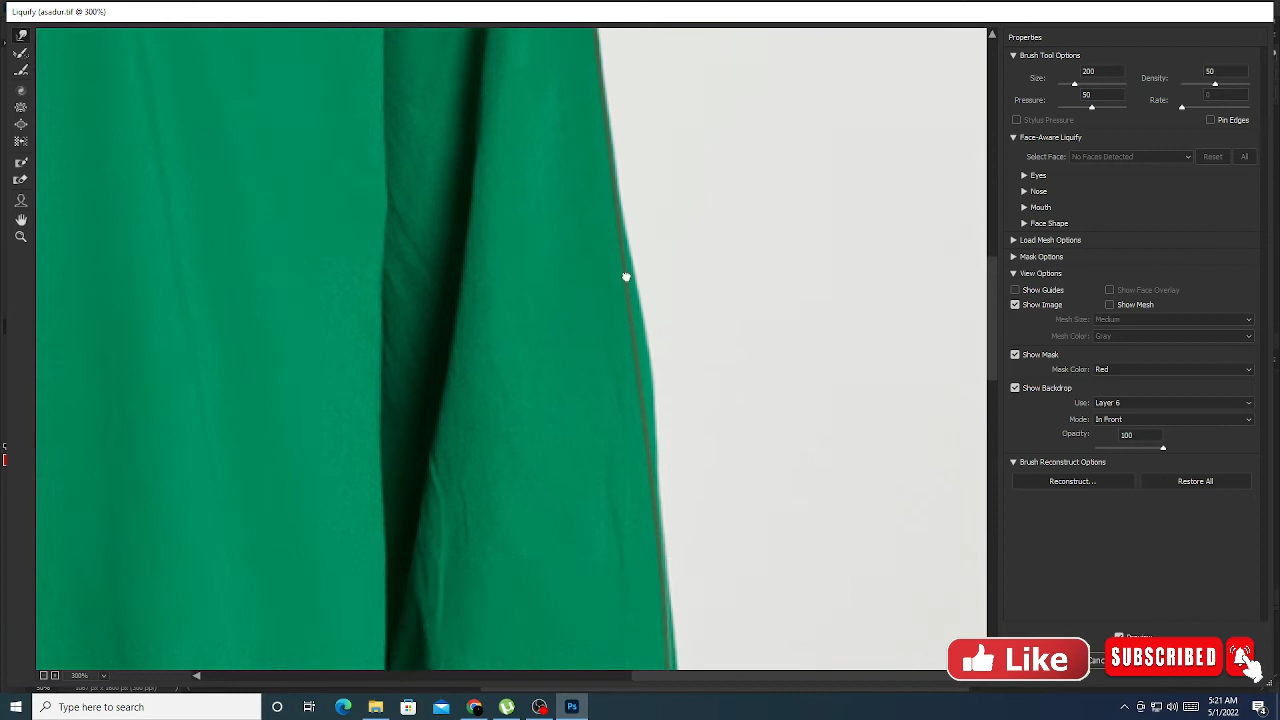 Liquify (asadur.tif @ 300%)
Properties
Brush Tool Options
Size: 200 Density: 50
Pressure: 50 Rate: 0
Stylus Pressure Pin Edges
Face-Aware Liquify
Select Face: No Faces Detected Reset All
Eyes
Nose
Mouth
Face Shape
Load Mesh Options
Mask Options
View Options
Show Guides Show Face Overlay
Show Image Show Mesh
Mesh Size: Medium
Mesh Color: Gray
Show Mask
Mask Color: Red
Show Backdrop
Use: Layer 6
Mode: In Front
Opacity: 100
Brush Reconstruct Options
Reconstruct... Restore All
Like
SUBSCRIBED
300%
Type here to search
Ps
5:21 AM
5/1/2022